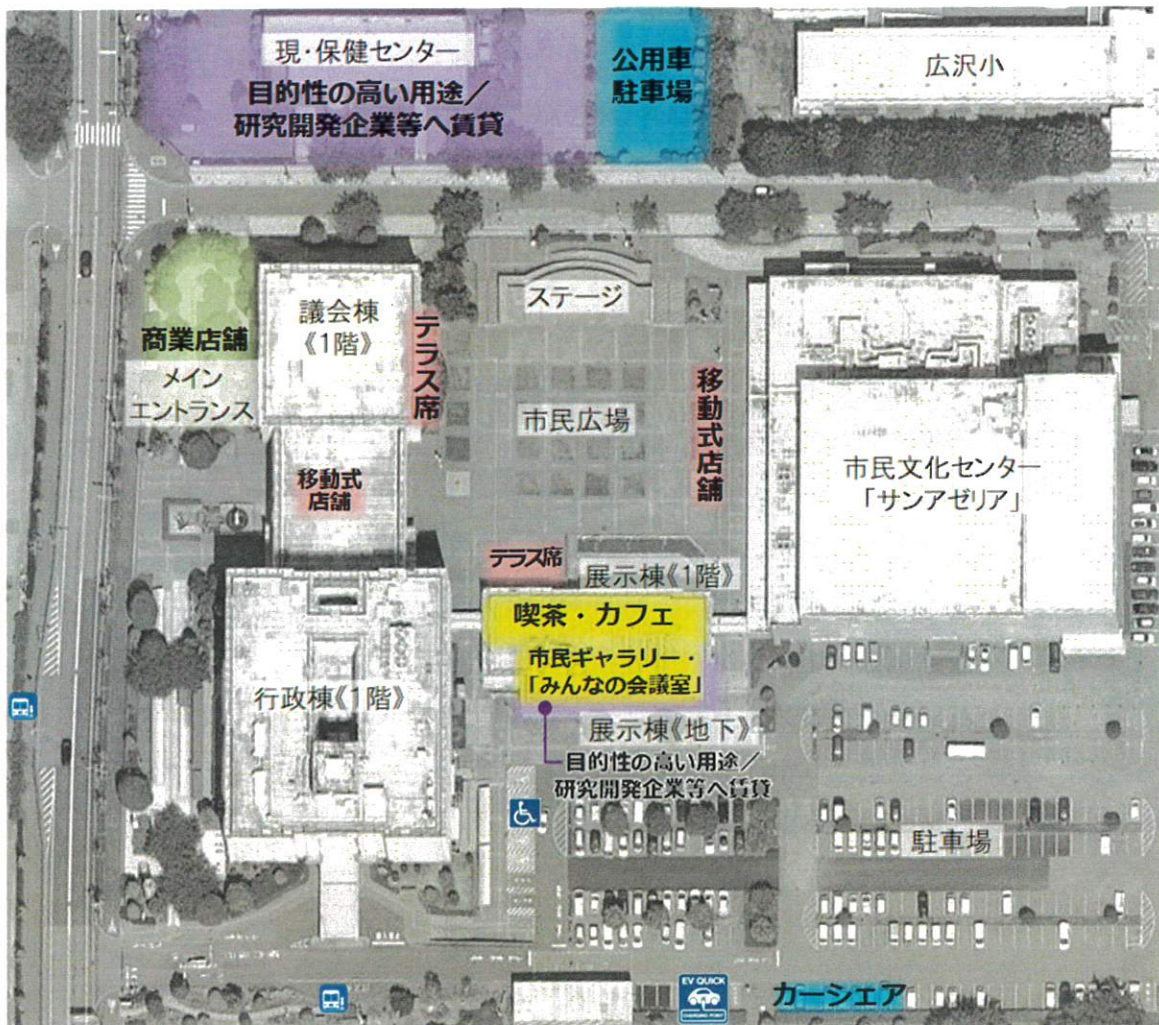 現・保健センター
目的性の高い用途／
研究開発企業等へ賃貸
公用車
駐車場
広沢小
議会棟
《1階》
ステージ
商業店舗
メイン
エントランス
テラス席
市民広場
移動式店舗
市民文化センター
「サンアゼリア」
移動式
店舗
テラス席
展示棟《1階》
喫茶・カフェ
市民ギャラリー・
「みんなの会議室」
行政棟《1階》
展示棟《地下》
目的性の高い用途／
研究開発企業等へ賃貸
駐車場
EV QUICK
CHARGING POINT
カーシェア